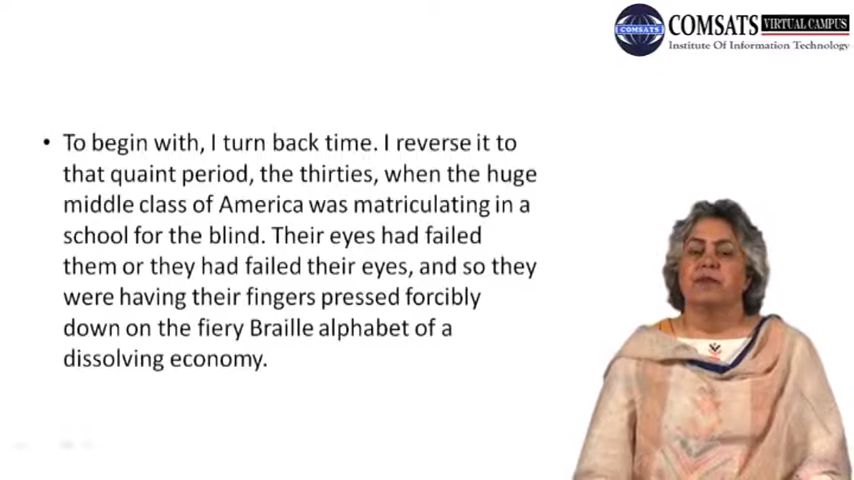 COMSATS VIRTUAL CAMPUS
Institute Of Information Technology
COMSATS
• To begin with, I turn back time. I reverse it to
that quaint period, the thirties, when the huge
middle class of America was matriculating in a
school for the blind. Their eyes had failed
them or they had failed their eyes, and so they
were having their fingers pressed forcibly
down on the fiery Braille alphabet of a
dissolving economy.